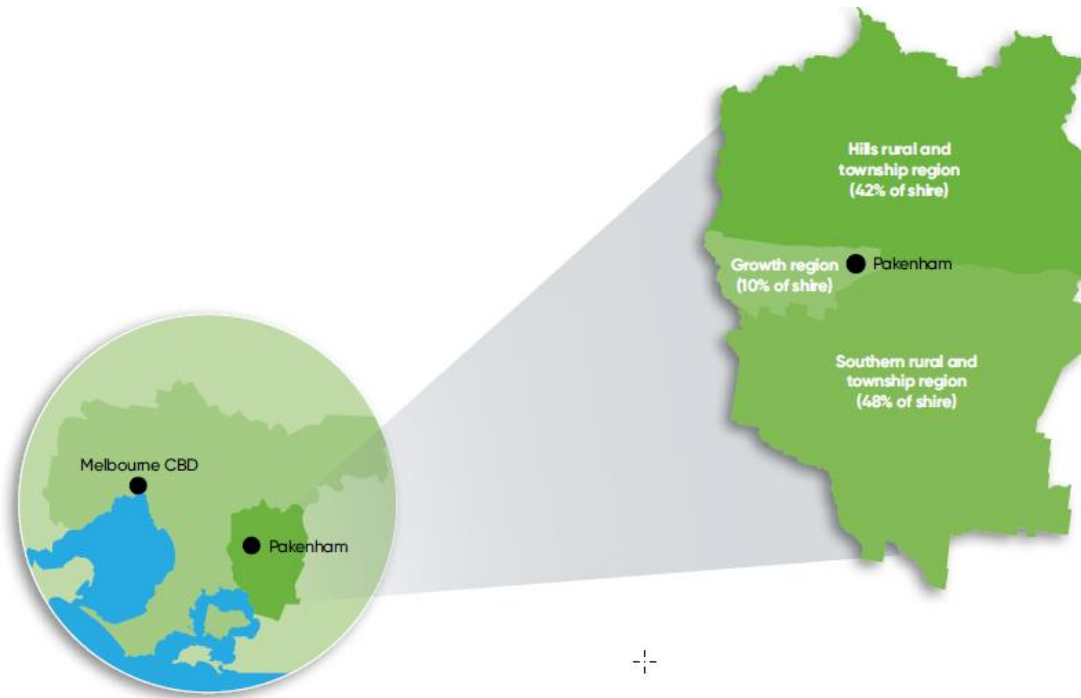 Hills rural and
township region
(42% of shire)
Growth region
(10% of shire)
Pakenham
Southern rural and
township region
(48% of shire)
Melbourne CBD
Pakenham